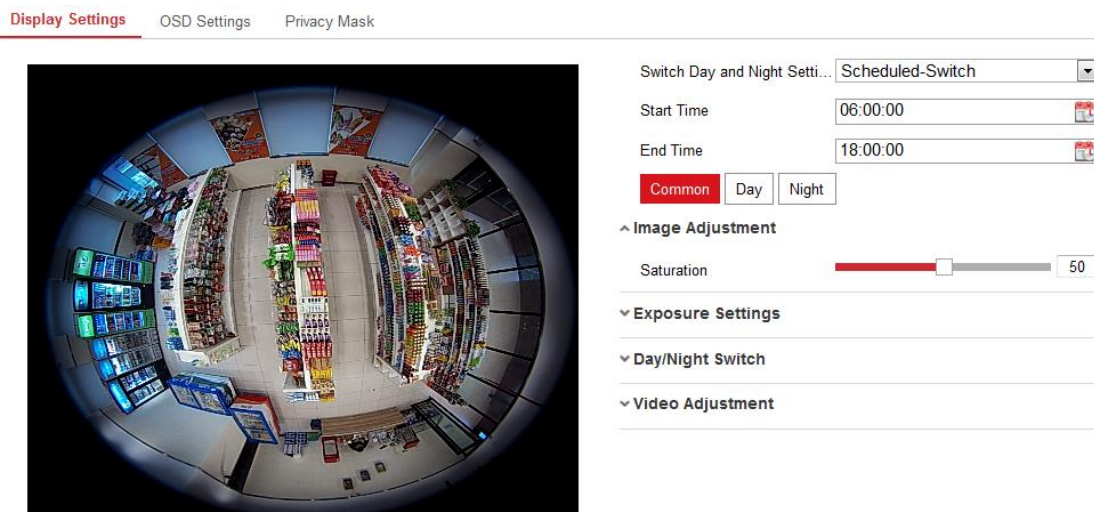 Display Settings OSD Settings Privacy Mask
Switch Day and Night Setti... Scheduled-Switch
Start Time 06:00:00
End Time 18:00:00
Common Day Night
Image Adjustment
Saturation 50
Exposure Settings
Day/Night Switch
Video Adjustment